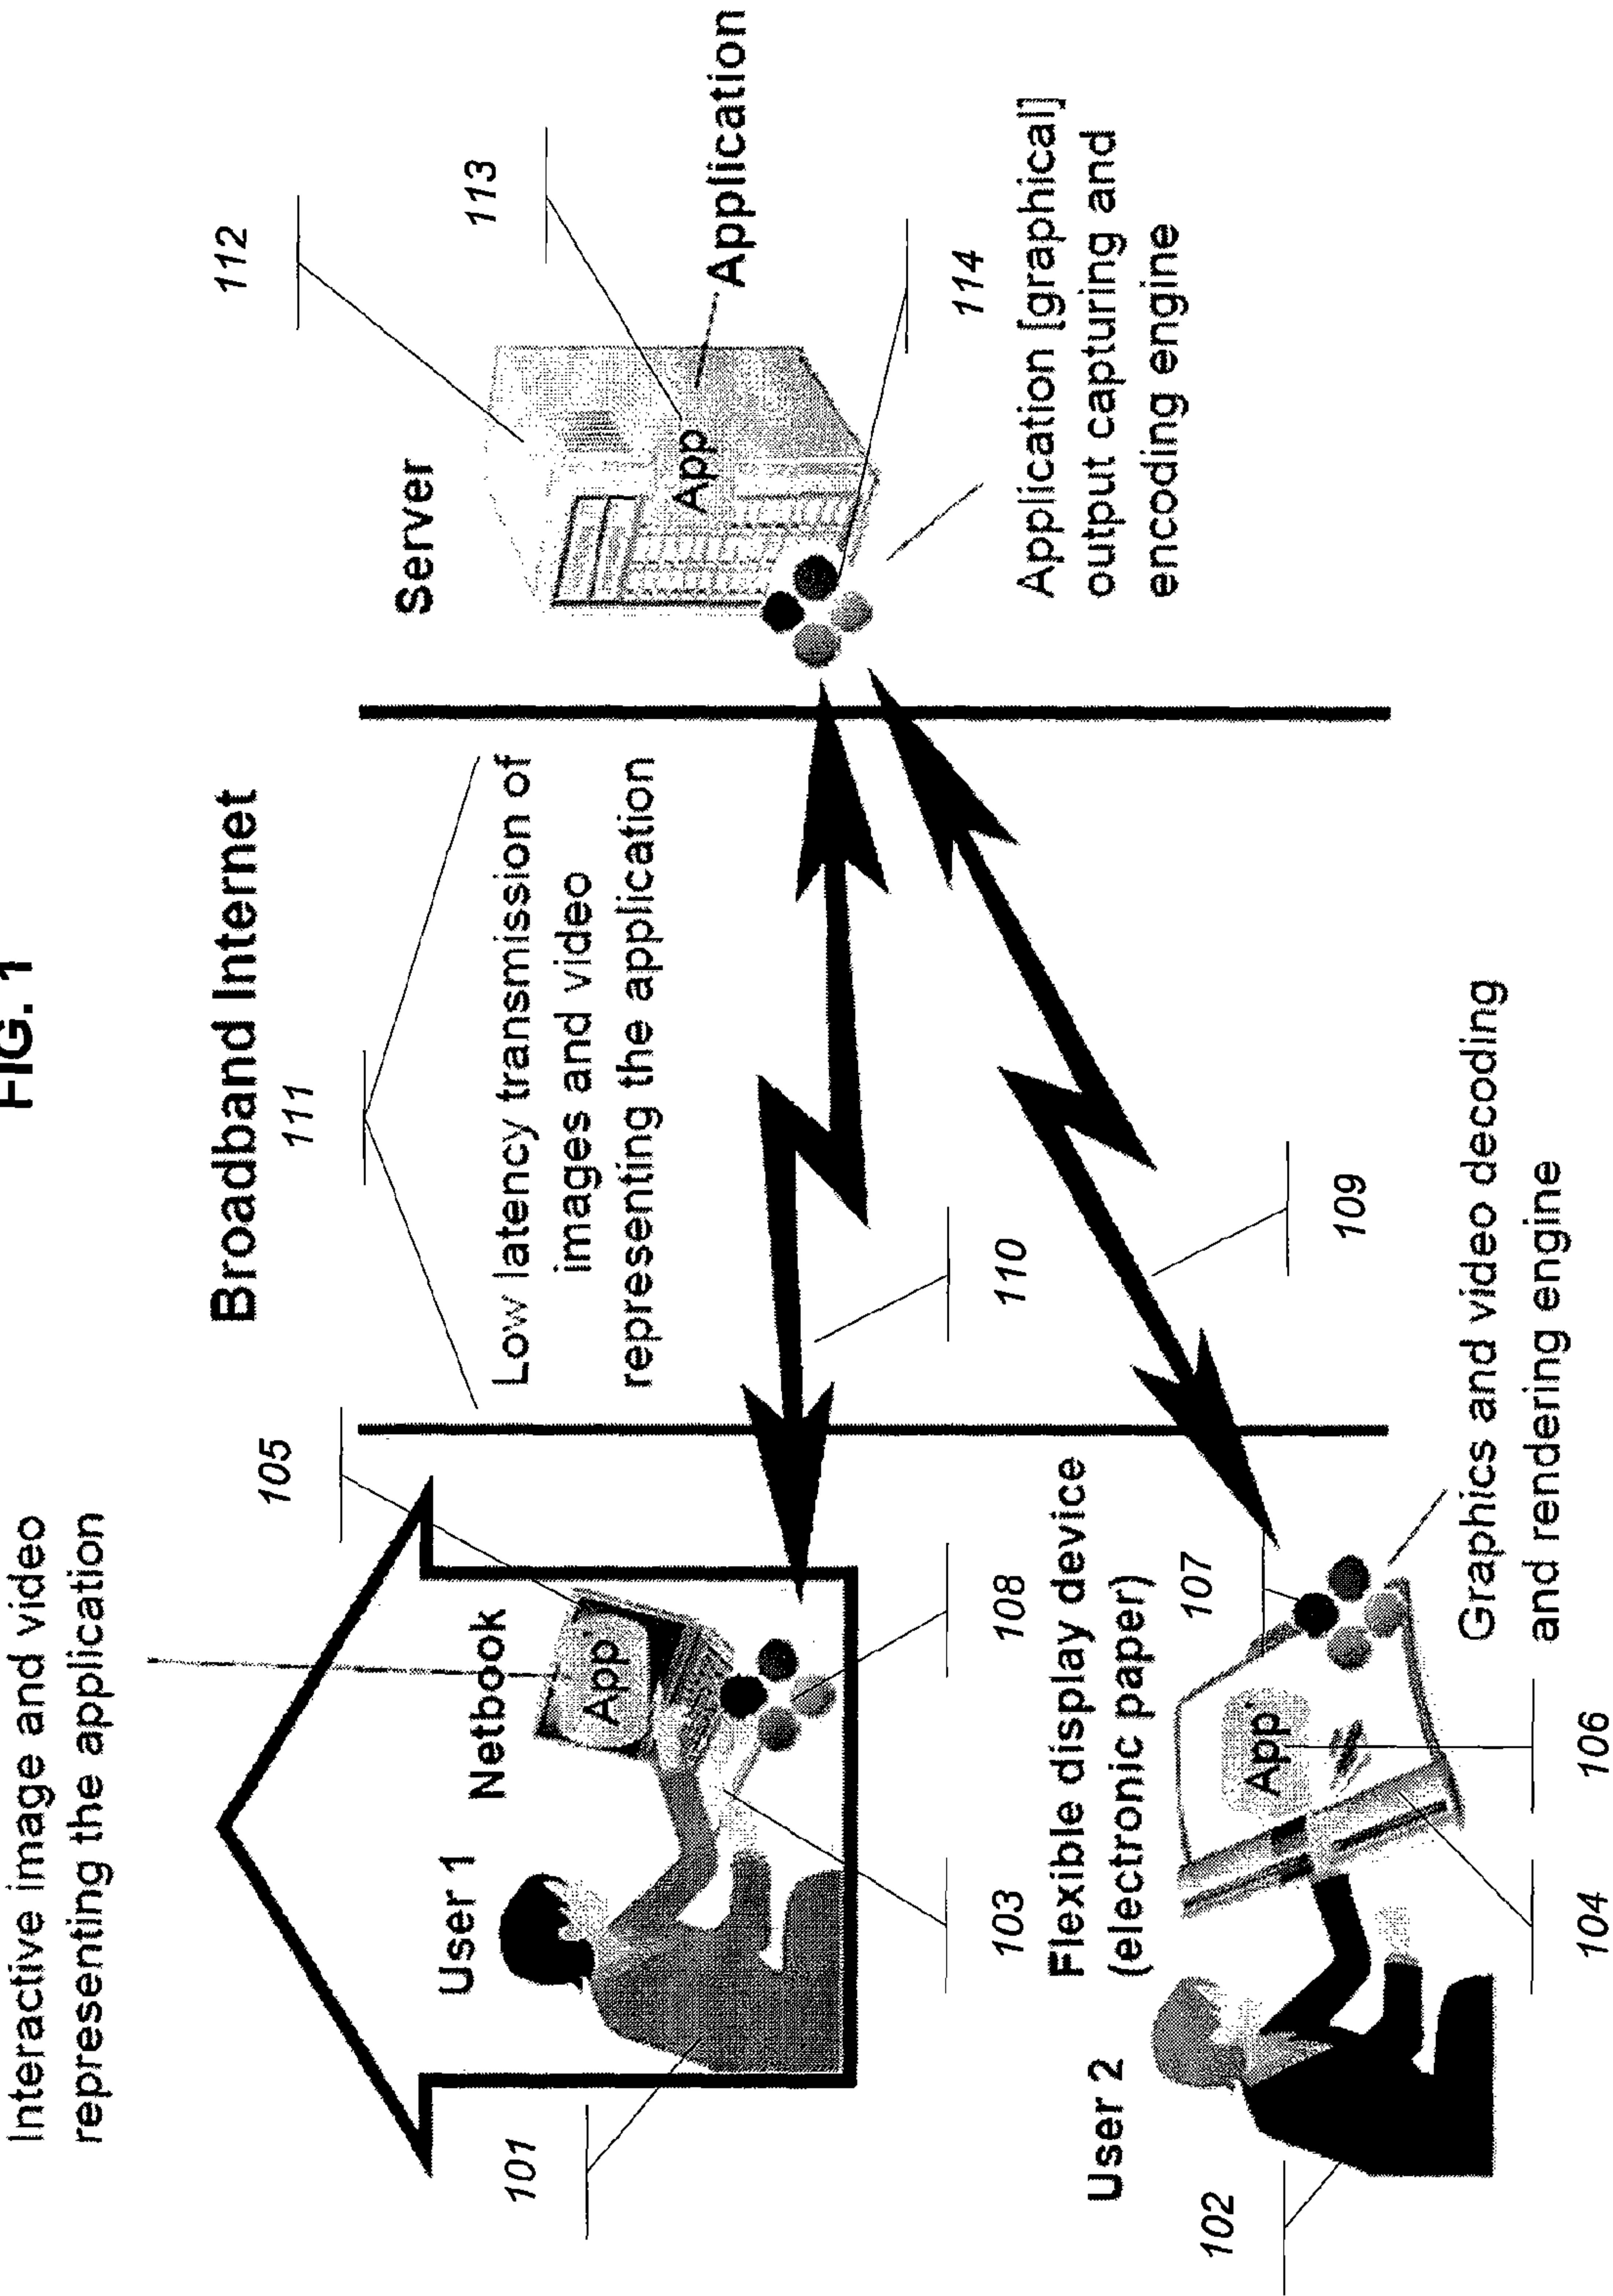 FIG. 1
Interactive image and video
representing the application
Broadband Internet
111
105
112
Server
113
Application
App
Low latency transmission of
images and video
representing the application
User 1
Netbook
App'
101
103
108
110
114
Application [graphical]
output capturing and
encoding engine
Flexible display device
(electronic paper)
User 2
102
107
App'
109
104
106
Graphics and video decoding
and rendering engine